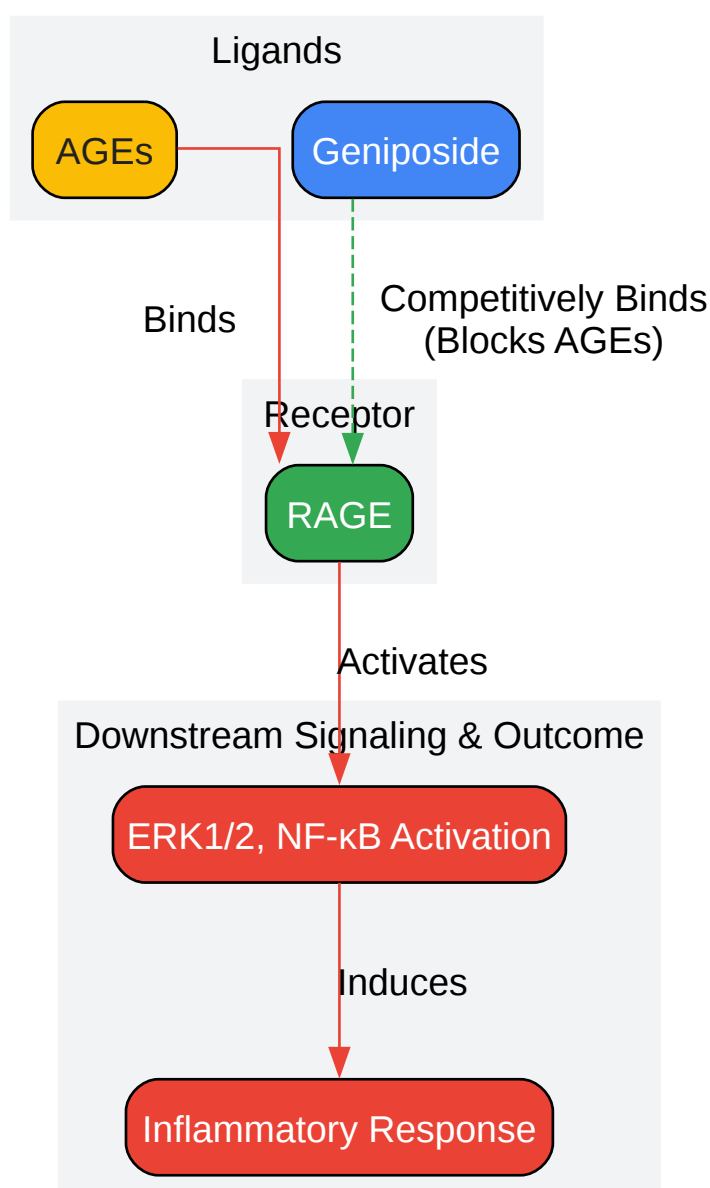 Ligands
AGEs
Geniposide
Binds
Competitively Binds
(Blocks AGEs)
Receptor
RAGE
Activates
Downstream Signaling & Outcome
ERK1/2, NF-κB Activation
Induces
Inflammatory Response